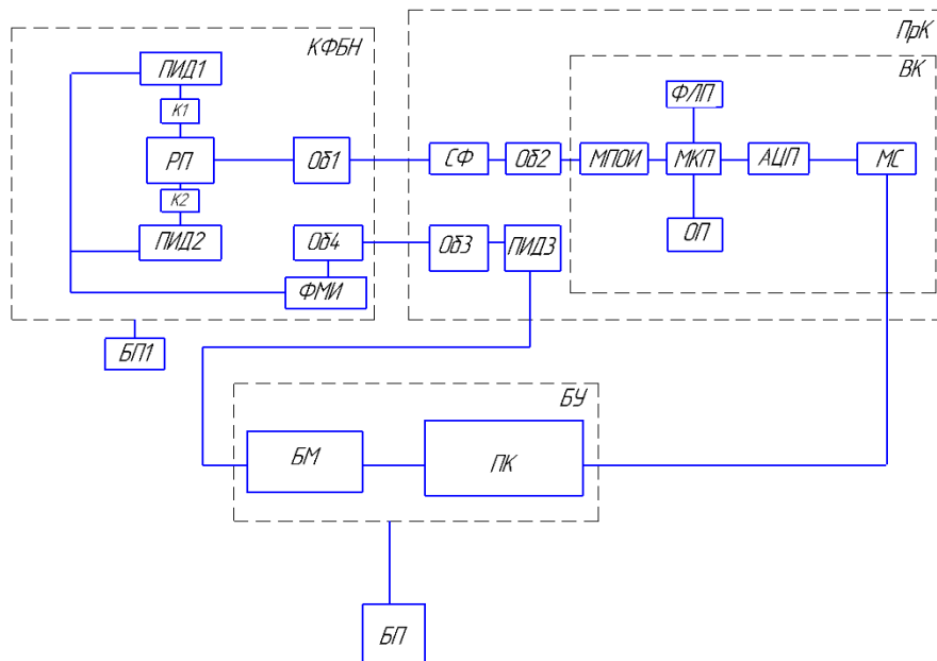 КФБН
ПрК
ВК
ПИД1
К1
РП
К2
ПИД2
Об1
Об4
ФМИ
БП1
СФ
Об2
Об3
ПИД3
МПОИ
ФЛП
МКП
ОП
АЦП
МС
БУ
БМ
ПК
БП